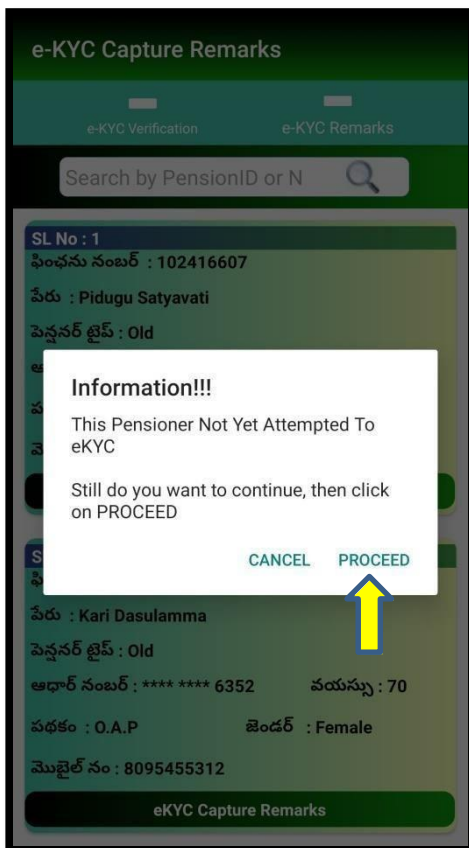 e-KYC Capture Remarks
e-KYC Verification e-KYC Remarks
Search by PensionID or N
SL No : 1
ఫింఛను నంబర్ : 102416607
పేరు : Pidugu Satyavati
పెన్షనర్ టైప్ : Old
Information!!!
This Pensioner Not Yet Attempted To
eKYC
Still do you want to continue, then click
on PROCEED
CANCEL PROCEED
పేరు : Kari Dasulamma
పెన్షనర్ టైప్ : Old
ఆధార్ నంబర్ : **** **** 6352 వయస్సు : 70
పథకం : O.A.P జెండర్ : Female
మొబైల్ నం : 8095455312
eKYC Capture Remarks